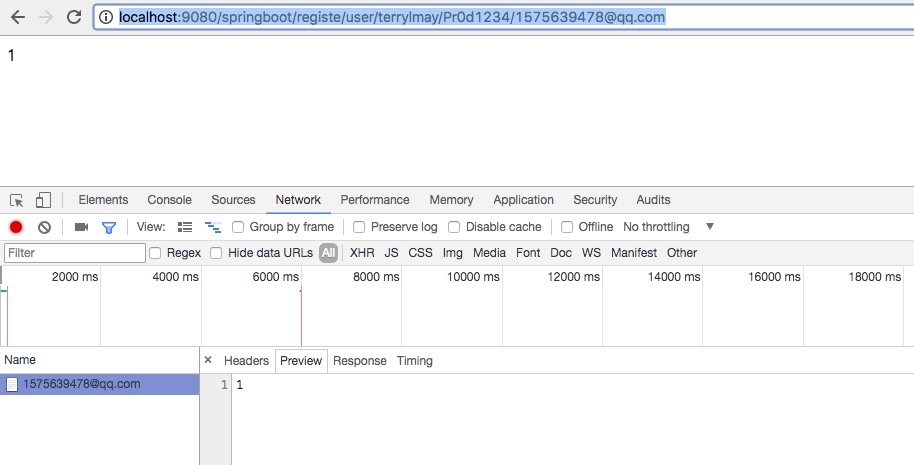 localhost:9080/springboot/registe/user/terrylmay/Pr0d1234/1575639478@qq.com
1
Elements Console Sources Network Performance Memory Application Security Audits
View: Group by frame Preserve log Disable cache Offline No throttling
Filter Regex Hide data URLs All XHR JS CSS Img Media Font Doc WS Manifest Other
2000 ms 4000 ms 6000 ms 8000 ms 10000 ms 12000 ms 14000 ms 16000 ms 18000 ms
Name × Headers Preview Response Timing
1575639478@qq.com 1 1